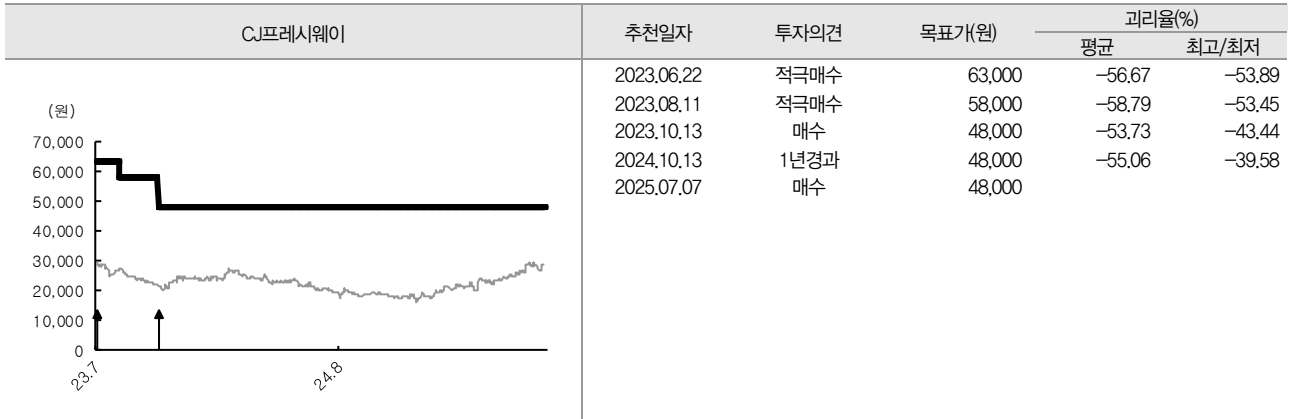 CJ프레시웨이 추천일자 투자의견 목표가(원) 괴리율(%)
평균 최고/최저
2023.06.22 적극매수 63,000 -56.67 -53.89
2023.08.11 적극매수 58,000 -58.79 -53.45
2023.10.13 매수 48,000 -53.73 -43.44
2024.10.13 1년경과 48,000 -55.06 -39.58
2025.07.07 매수 48,000
(원)
70,000
60,000
50,000
40,000
30,000
20,000
10,000
0
23.7 24.8